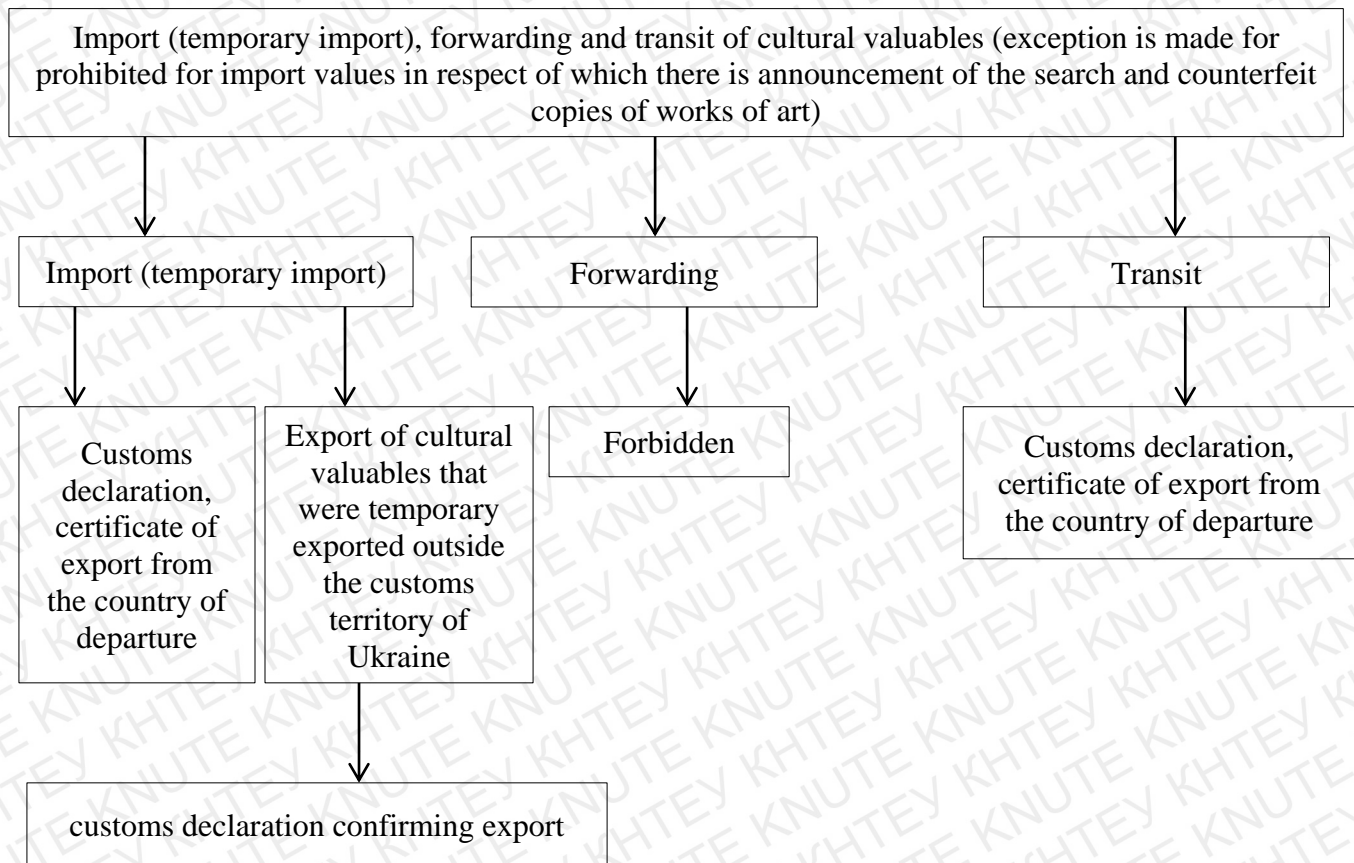 Import (temporary import), forwarding and transit of cultural valuables (exception is made for
prohibited for import values in respect of which there is announcement of the search and counterfeit
copies of works of art)
Import (temporary import)
Forwarding
Transit
Customs
declaration,
certificate of
export from
the country of
departure
Export of cultural
valuables that
were temporary
exported outside
the customs
territory of
Ukraine
Forbidden
Customs declaration,
certificate of export from
the country of departure
customs declaration confirming export